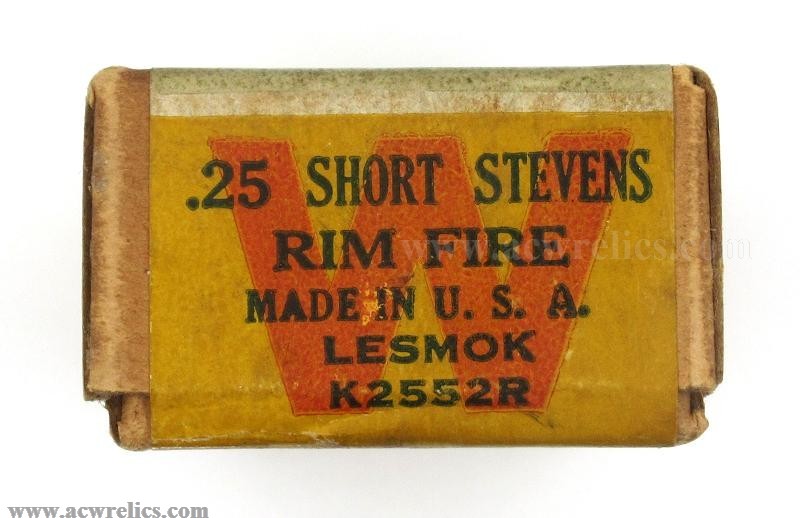 .25 SHORT STEVENS
RIM FIRE
www.acwrelics.com
MADE IN U. S. A.
LESMOK
K2552R
W
www.acwrelics.com